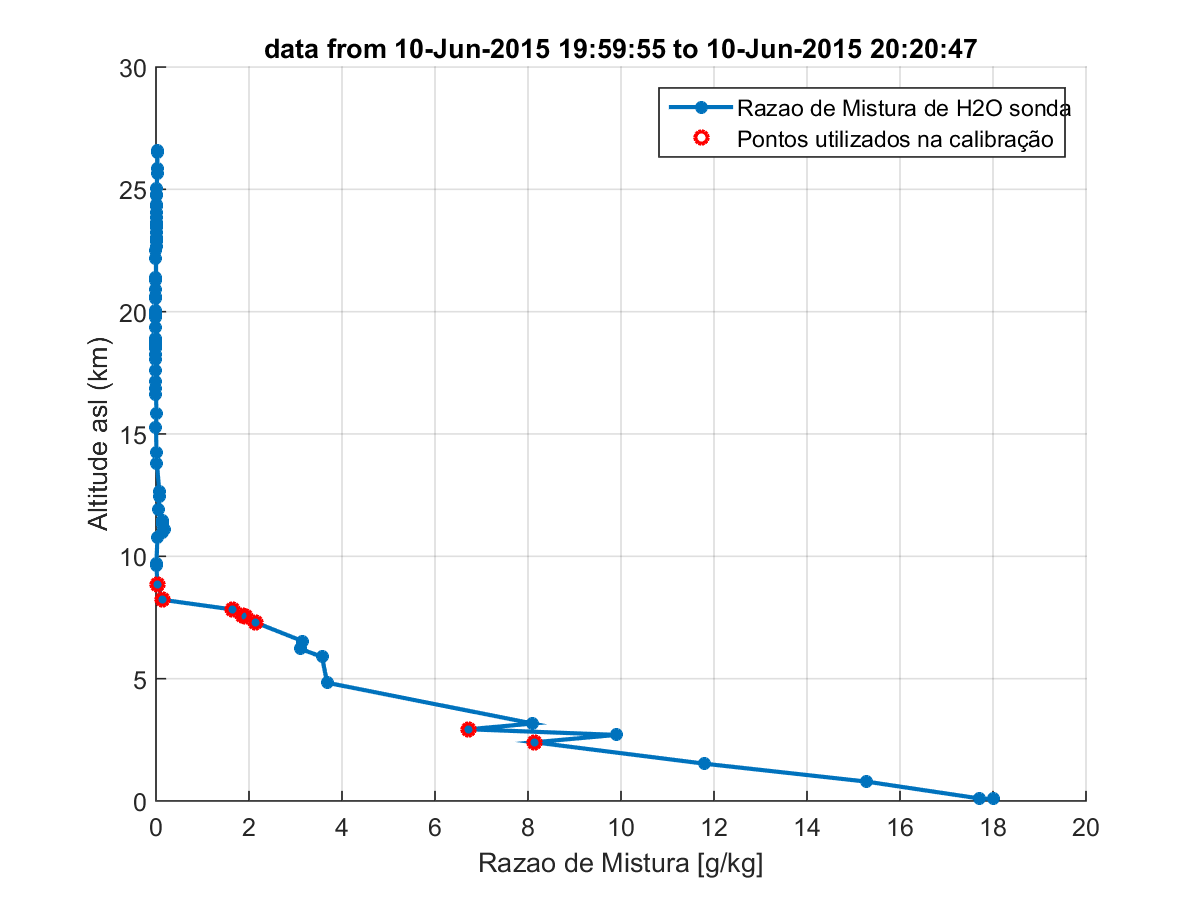 data from 10-Jun-2015 19:59:55 to 10-Jun-2015 20:20:47
Razao de Mistura de H2O sonda
Pontos utilizados na calibração
30
25
20
15
10
5
0
Altitude asl (km)
0 2 4 6 8 10 12 14 16 18 20
Razao de Mistura [g/kg]